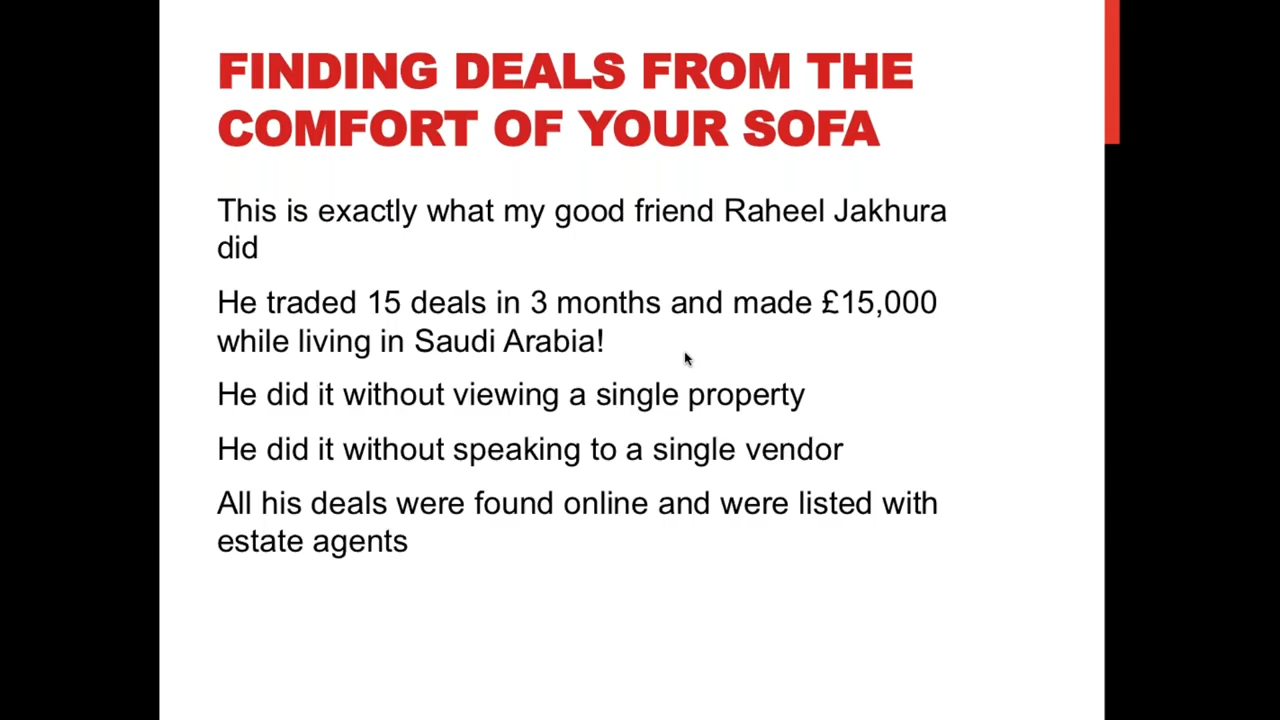 FINDING DEALS FROM THE
COMFORT OF YOUR SOFA
This is exactly what my good friend Raheel Jakhura
did
He traded 15 deals in 3 months and made £15,000
while living in Saudi Arabia!
He did it without viewing a single property
He did it without speaking to a single vendor
All his deals were found online and were listed with
estate agents